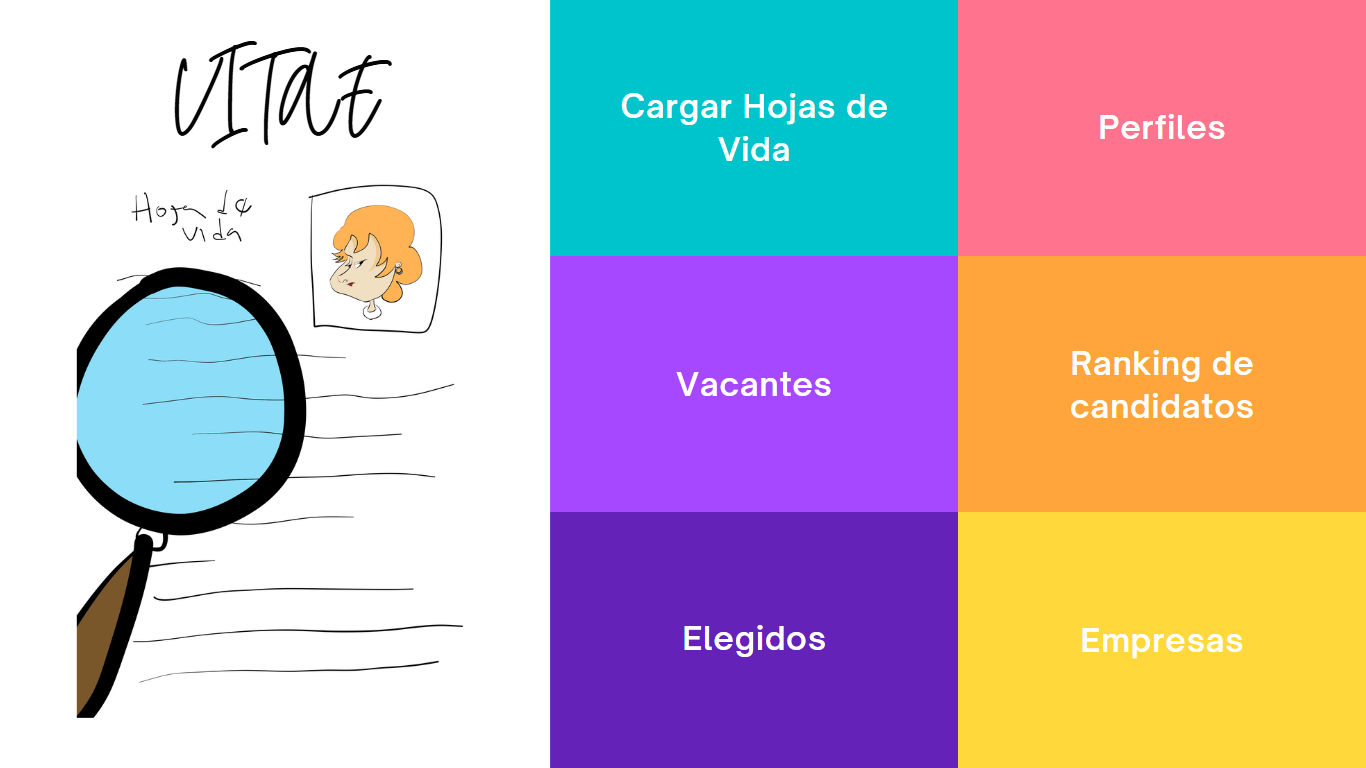 VITAE
Hoja de
vida
Cargar Hojas de
Vida
Perfiles
Vacantes
Ranking de
candidatos
Elegidos
Empresas